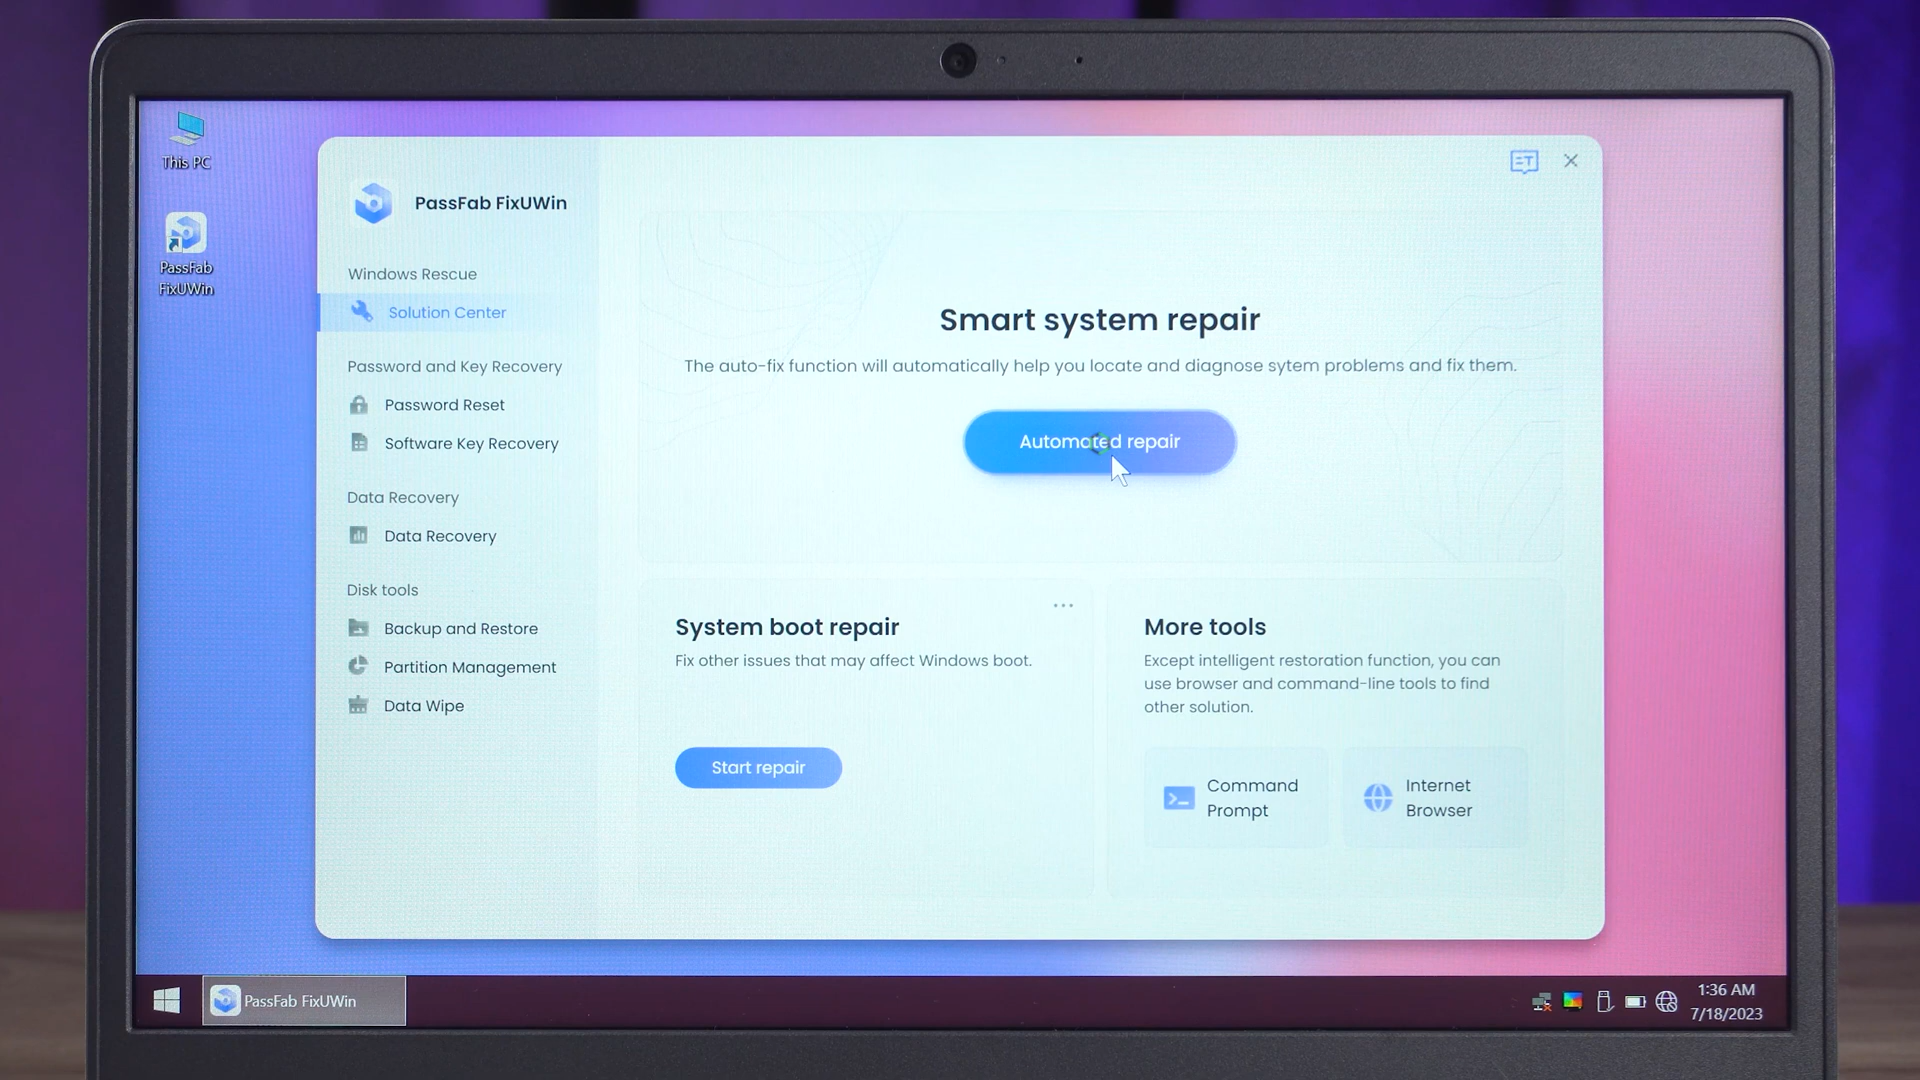 This PC
PassFab
FixUWin
PassFab FixUWin
Windows Rescue
Solution Center
Password and Key Recovery
Password Reset
Software Key Recovery
Data Recovery
Data Recovery
Disk tools
Backup and Restore
Partition Management
Data Wipe
Smart system repair
The auto-fix function will automatically help you locate and diagnose sytem problems and fix them.
Automated repair
System boot repair
Fix other issues that may affect Windows boot.
Start repair
More tools
Except intelligent restoration function, you can
use browser and command-line tools to find
other solution.
Command
Prompt
Internet
Browser
PassFab FixUWin
1:36 AM
7/18/2023